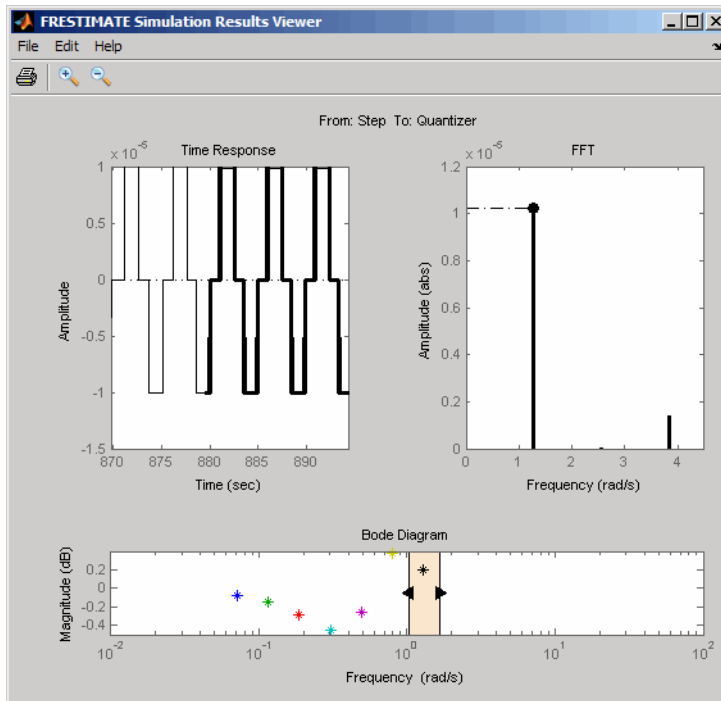 FRESTIMATE Simulation Results Viewer
File Edit Help
From: Step To: Quantizer
Time Response
x 10^-5
1
0.5
0
-0.5
-1
-1.5
870 875 880 885 890
Amplitude
Time (sec)
FFT
x 10^-5
1.2
1
0.8
0.6
0.4
0.2
0
0 1 2 3 4
Amplitude (abs)
Frequency (rad/s)
Bode Diagram
0.2
0
-0.2
-0.4
10^-2 10^-1 10^0 10^1 10^2
Magnitude (dB)
Frequency (rad/s)